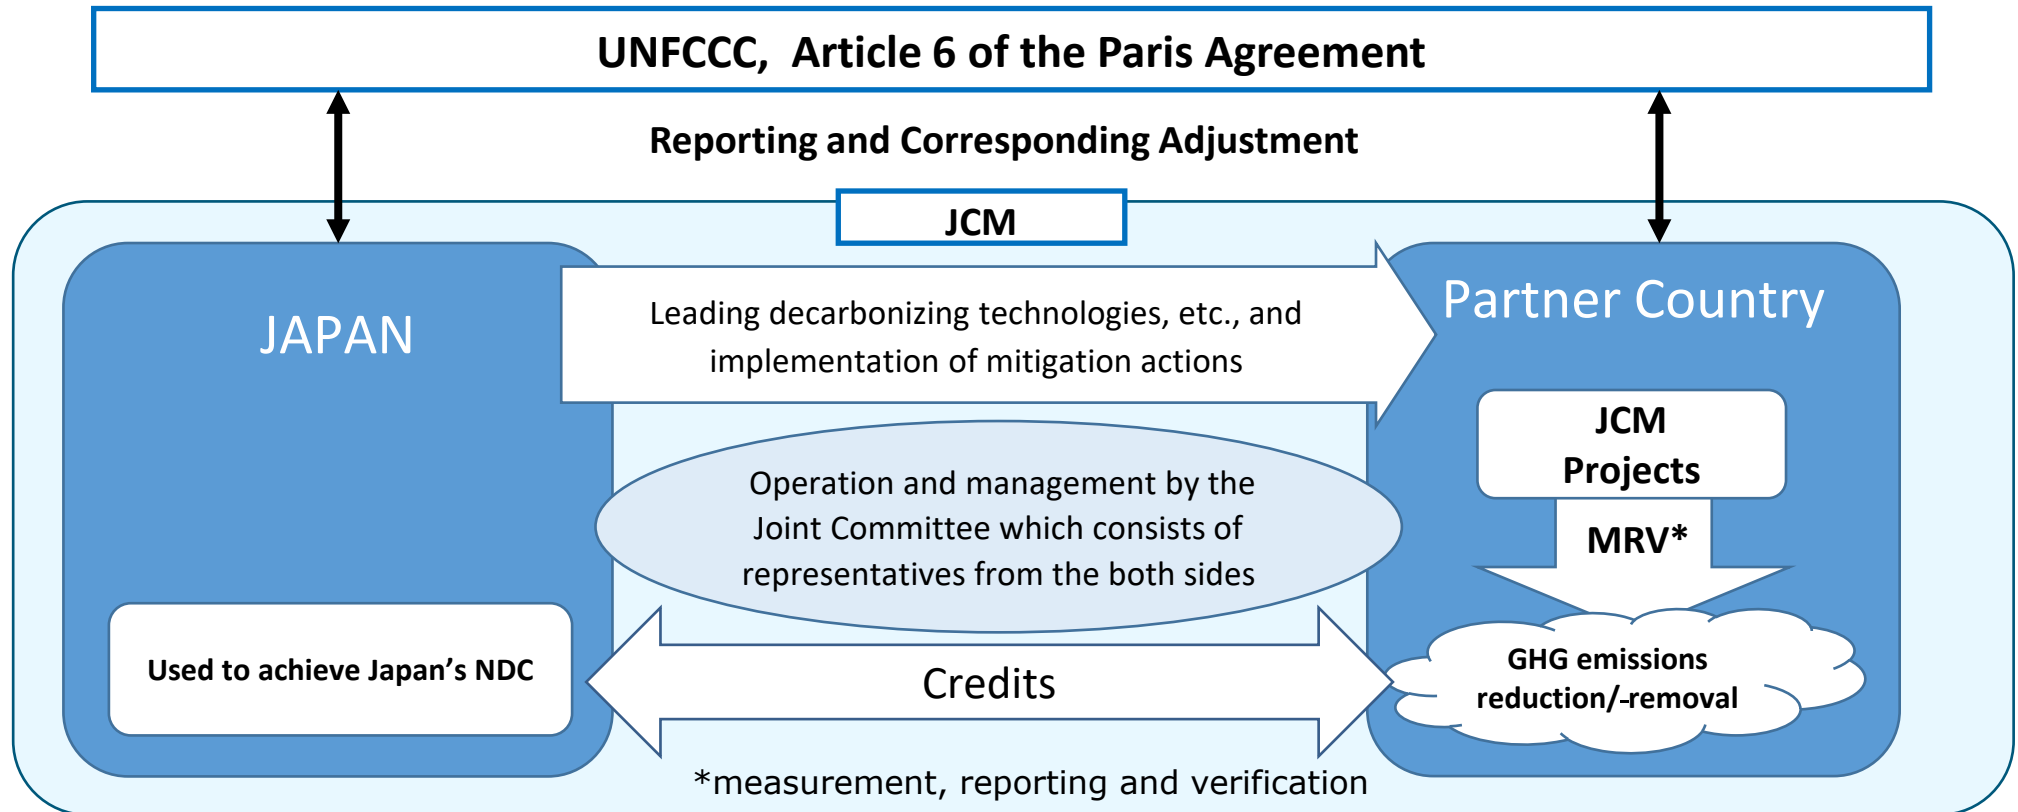 UNFCCC, Article 6 of the Paris Agreement
Reporting and Corresponding Adjustment
JCM
JAPAN
Leading decarbonizing technologies, etc., and
implementation of mitigation actions
Partner Country
JCM
Projects
MRV*
Operation and management by the
Joint Committee which consists of
representatives from the both sides
Used to achieve Japan’s NDC
Credits
GHG emissions
reduction/-removal
*measurement, reporting and verification